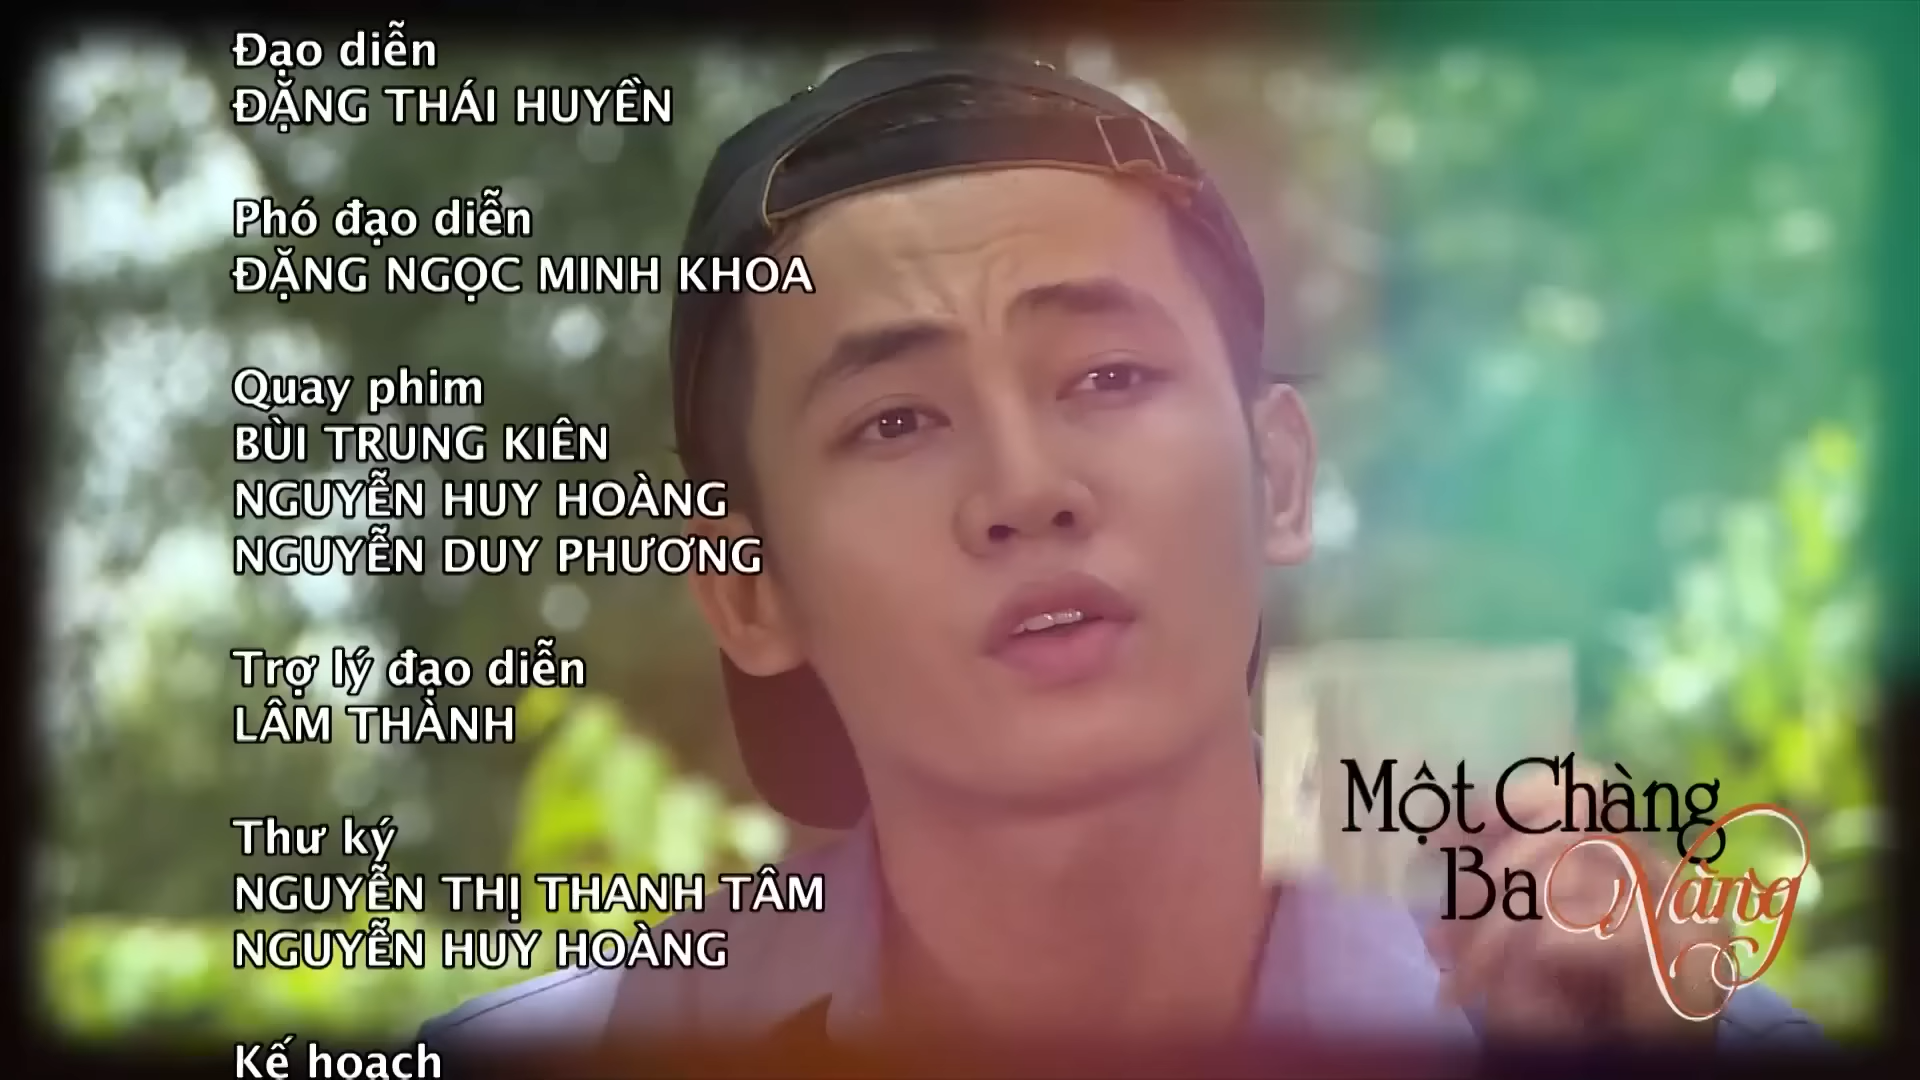 Đạo diễn
ĐẶNG THÁI HUYỀN
Phó đạo diễn
ĐẶNG NGỌC MINH KHOA
Quay phim
BÙI TRUNG KIÊN
NGUYỄN HUY HOÀNG
NGUYỄN DUY PHƯƠNG
Trợ lý đạo diễn
LÂM THÀNH
Thư ký
NGUYỄN THỊ THANH TÂM
NGUYỄN HUY HOÀNG
Kế hoạch
Một Chàng
Ba Nàng